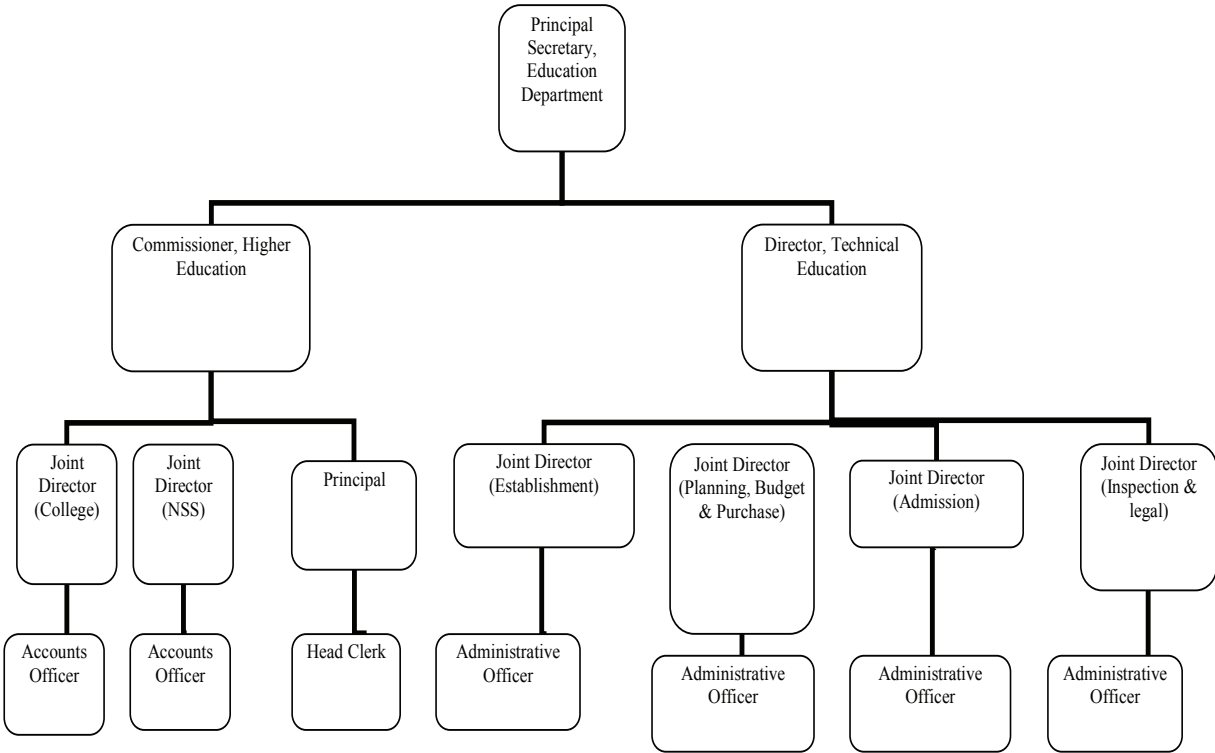 Principal
Secretary,
Education
Department
Commissioner, Higher
Education
Director, Technical
Education
Joint
Director
(College)
Joint
Director
(NSS)
Principal
Joint Director
(Establishment)
Joint Director
(Planning, Budget
& Purchase)
Joint Director
(Admission)
Joint Director
(Inspection &
legal)
Accounts
Officer
Accounts
Officer
Head Clerk
Administrative
Officer
Administrative
Officer
Administrative
Officer
Administrative
Officer